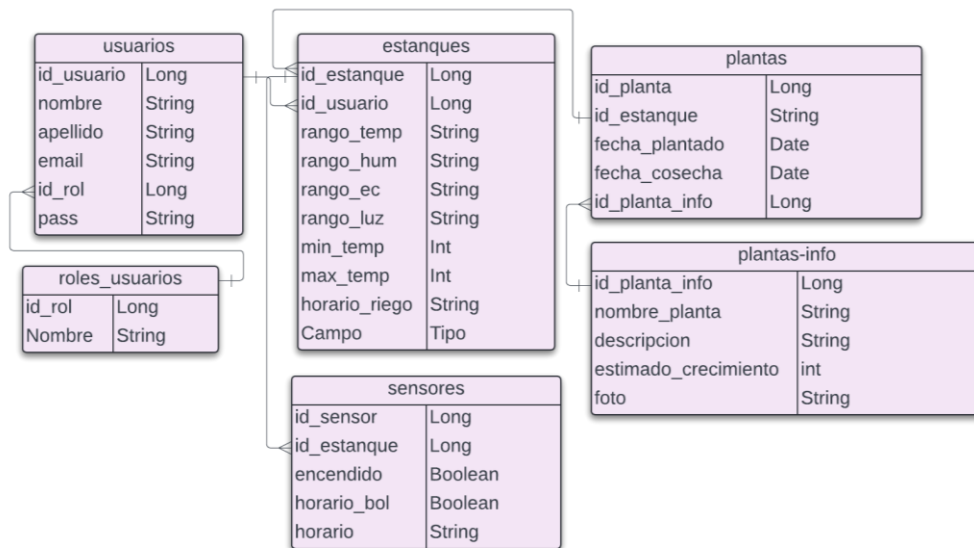 usuarios
id_usuario Long
nombre String
apellido String
email String
id_rol Long
pass String
roles_usuarios
id_rol Long
Nombre String
estanques
id_estanque Long
id_usuario Long
rango_temp String
rango_hum String
rango_ec String
rango_luz String
min_temp Int
max_temp Int
horario_riego String
Campo Tipo
sensores
id_sensor Long
id_estanque Long
encendido Boolean
horario_bol Boolean
horario String
plantas
id_planta Long
id_estanque String
fecha_plantado Date
fecha_cosecha Date
id_planta_info Long
plantas-info
id_planta_info Long
nombre_planta String
descripcion String
estimado_crecimiento int
foto String